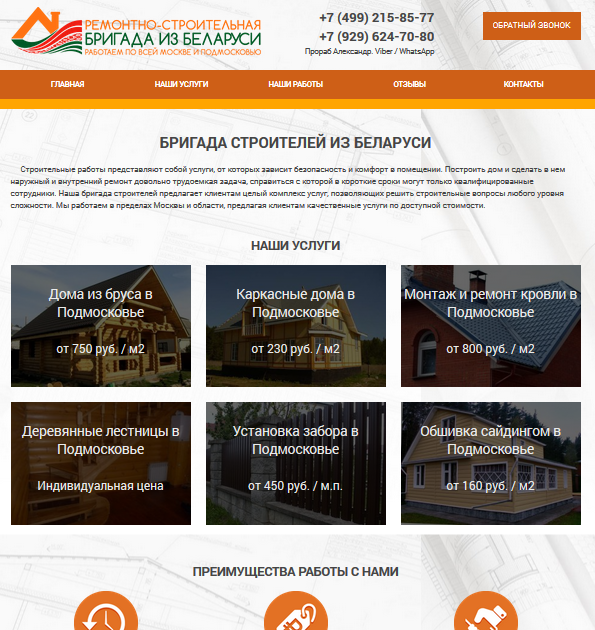 РЕМОНТНО-СТРОИТЕЛЬНАЯ
БРИГАДА ИЗ БЕЛАРУСИ
РАБОТАЕМ ПО ВСЕЙ МОСКВЕ И ПОДМОСКОВЬЮ
+7 (499) 215-85-77
+7 (929) 624-70-80
Прораб Александр. Viber / WhatsApp
ОБРАТНЫЙ ЗВОНОК
ГЛАВНАЯ НАШИ УСЛУГИ НАШИ РАБОТЫ ОТЗЫВЫ КОНТАКТЫ
БРИГАДА СТРОИТЕЛЕЙ ИЗ БЕЛАРУСИ
Строительные работы представляют собой услуги, от которых зависит безопасность и комфорт в помещении. Построить дом и сделать в нем
наружный и внутренний ремонт довольно трудоемкая задача, справиться с которой в короткие сроки могут только квалифицированные
сотрудники. Наша бригада строителей предлагает клиентам целый комплекс услуг, позволяющих решить строительные вопросы любого уровня
сложности. Мы работаем в пределах Москвы и области, предлагая клиентам качественные услуги по доступной стоимости.
НАШИ УСЛУГИ
Дома из бруса в
Подмосковье
от 750 руб. / м2
Каркасные дома в
Подмосковье
от 230 руб. / м2
Монтаж и ремонт кровли в
Подмосковье
от 800 руб. / м2
Деревянные лестницы в
Подмосковье
Индивидуальная цена
Установка забора в
Подмосковье
от 450 руб. / м.п.
Обшивка сайдингом в
Подмосковье
от 160 руб. / м2
ПРЕИМУЩЕСТВА РАБОТЫ С НАМИ